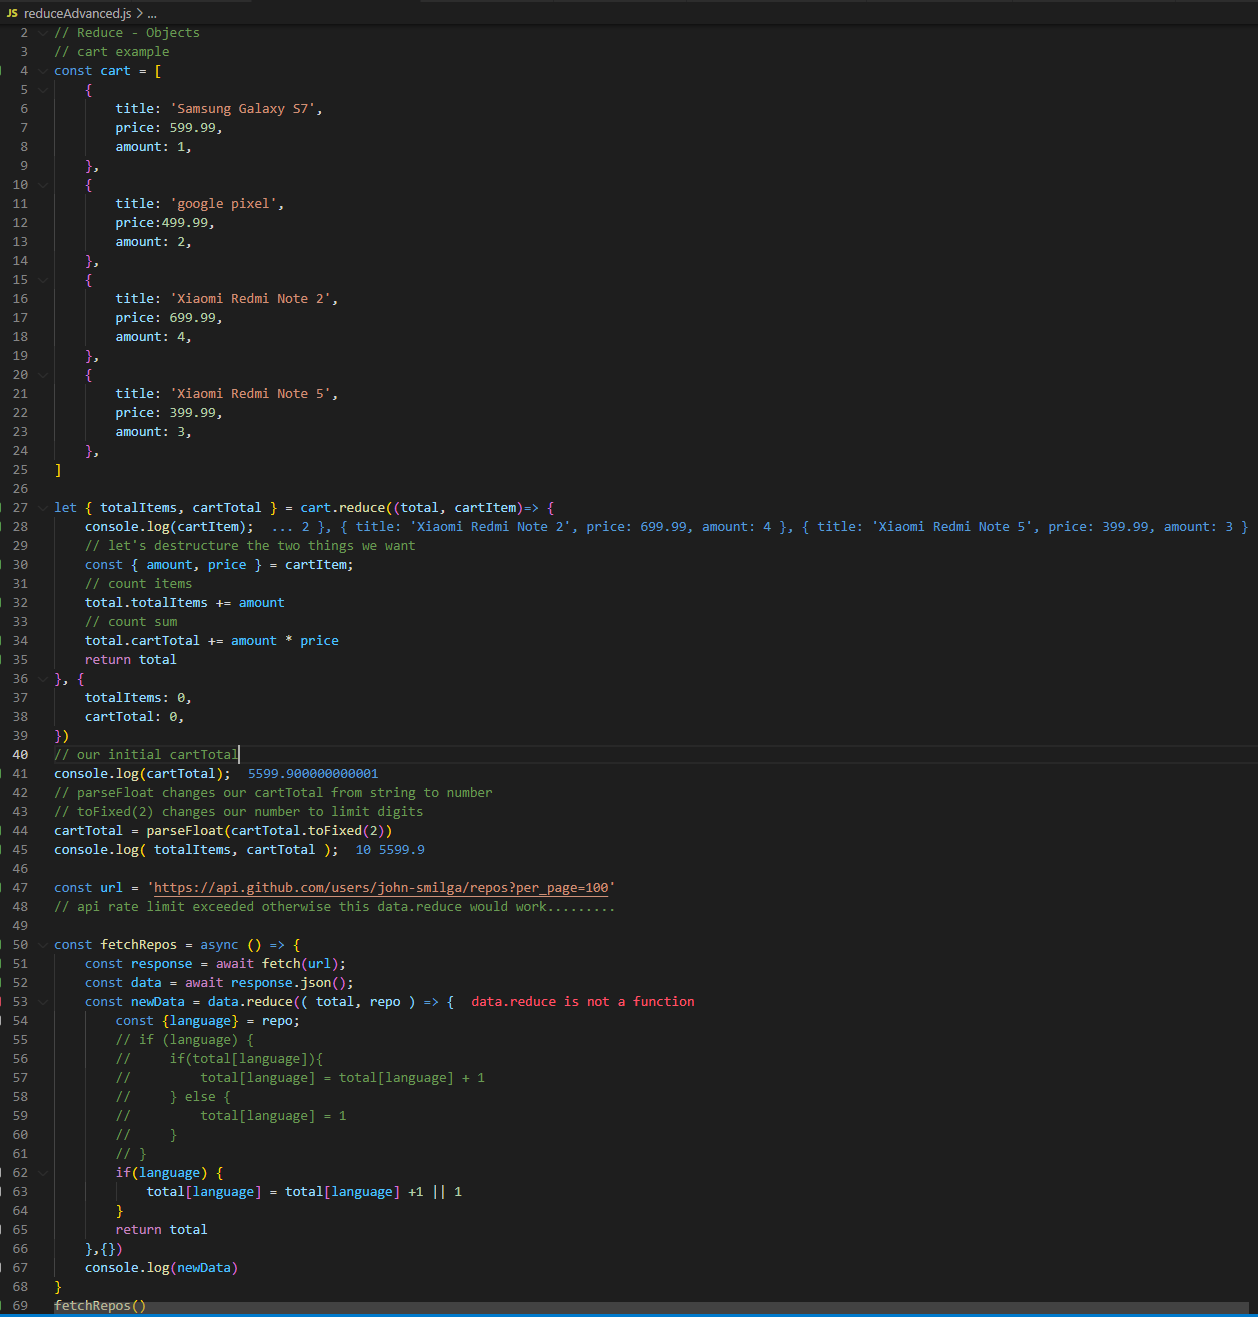 JS reduceAdvanced.js > ...
2 // Reduce - Objects
3 // cart example
4 const cart = [
5 {
6 title: 'Samsung Galaxy S7',
7 price: 599.99,
8 amount: 1,
9 },
10 {
11 title: 'google pixel',
12 price:499.99,
13 amount: 2,
14 },
15 {
16 title: 'Xiaomi Redmi Note 2',
17 price: 699.99,
18 amount: 4,
19 },
20 {
21 title: 'Xiaomi Redmi Note 5',
22 price: 399.99,
23 amount: 3,
24 },
25 ]
26
27 let { totalItems, cartTotal } = cart.reduce((total, cartItem)=> {
28 console.log(cartItem); ... 2 }, { title: 'Xiaomi Redmi Note 2', price: 699.99, amount: 4 }, { title: 'Xiaomi Redmi Note 5', price: 399.99, amount: 3 }
29 // let's destructure the two things we want
30 const { amount, price } = cartItem;
31 // count items
32 total.totalItems += amount
33 // count sum
34 total.cartTotal += amount * price
35 return total
36 }, {
37 totalItems: 0,
38 cartTotal: 0,
39 })
40 // our initial cartTotal
41 console.log(cartTotal); 5599.900000000001
42 // parseFloat changes our cartTotal from string to number
43 // toFixed(2) changes our number to limit digits
44 cartTotal = parseFloat(cartTotal.toFixed(2))
45 console.log( totalItems, cartTotal ); 10 5599.9
46
47 const url = 'https://api.github.com/users/john-smilga/repos?per_page=100'
48 // api rate limit exceeded otherwise this data.reduce would work.........
49
50 const fetchRepos = async () => {
51 const response = await fetch(url);
52 const data = await response.json();
53 const newData = data.reduce(( total, repo ) => { data.reduce is not a function
54 const {language} = repo;
55 // if (language) {
56 // if(total[language]){
57 // total[language] = total[language] + 1
58 // } else {
59 // total[language] = 1
60 // }
61 // }
62 if(language) {
63 total[language] = total[language] +1 || 1
64 }
65 return total
66 },{})
67 console.log(newData)
68 }
69 fetchRepos()